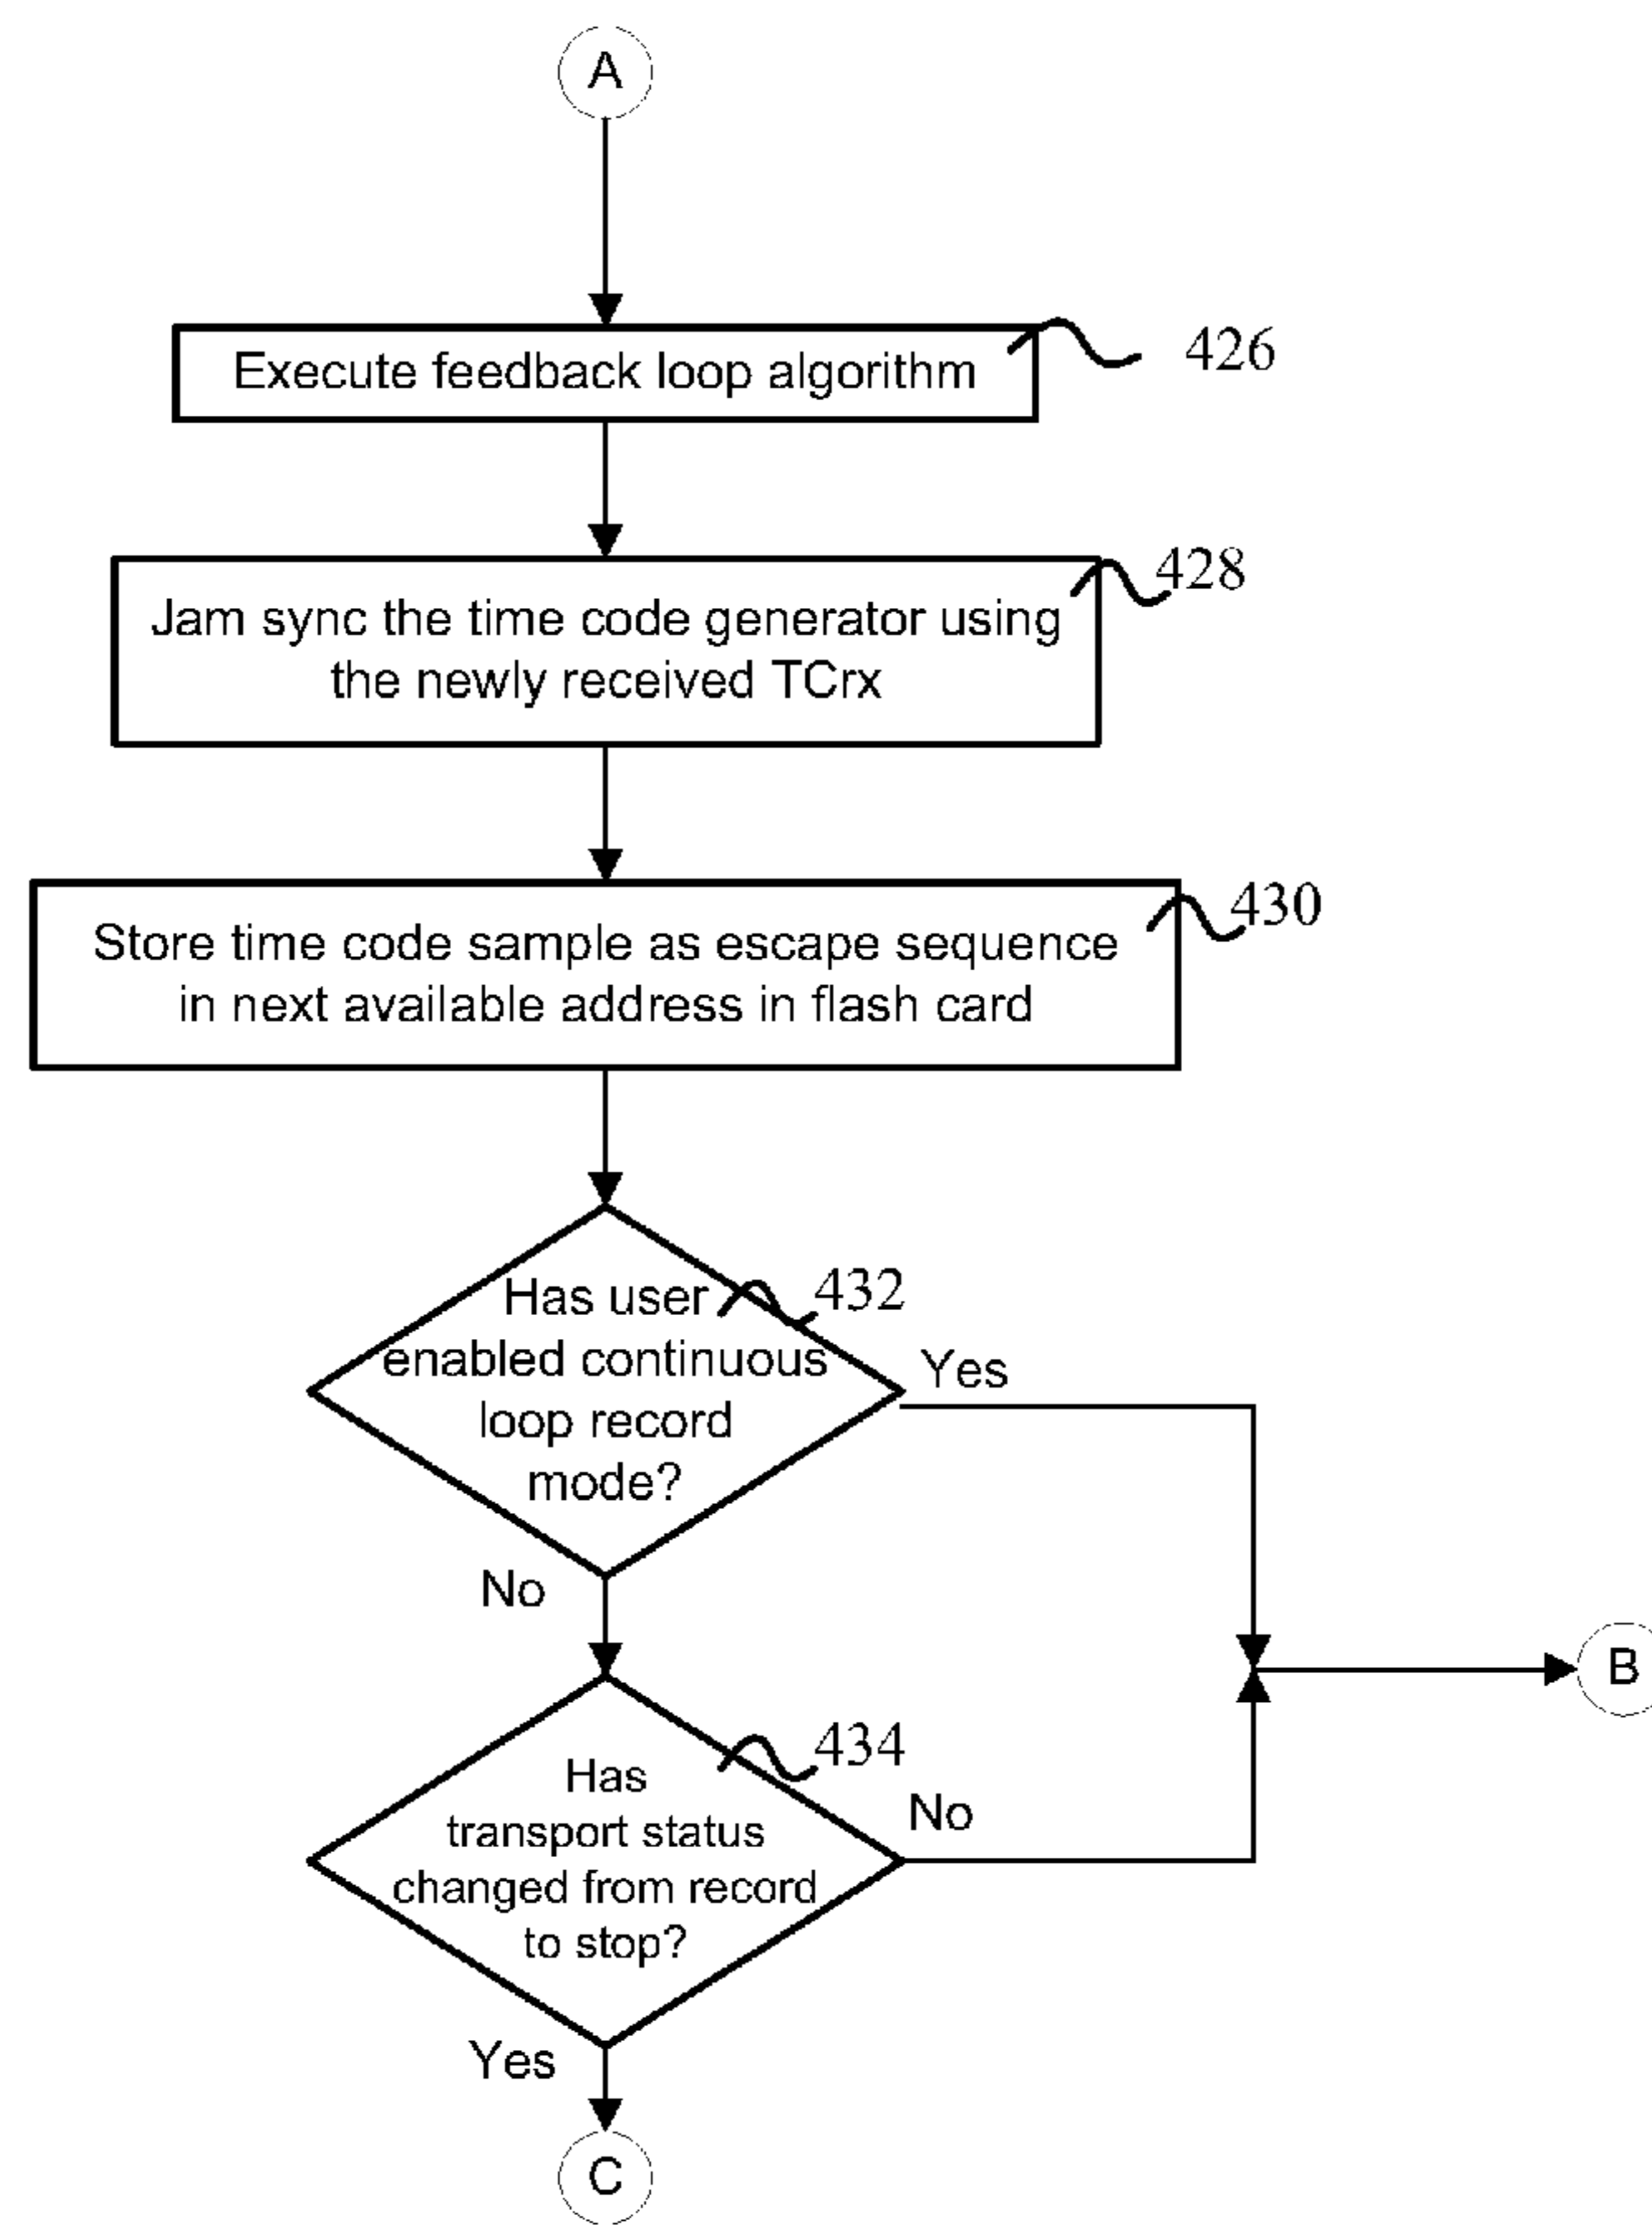 A
Execute feedback loop algorithm
426
Jam sync the time code generator using
the newly received TCrx
428
Store time code sample as escape sequence
in next available address in flash card
430
Has user
enabled continuous
loop record
mode?
432
Yes
No
B
Has
transport status
changed from record
to stop?
434
No
Yes
C